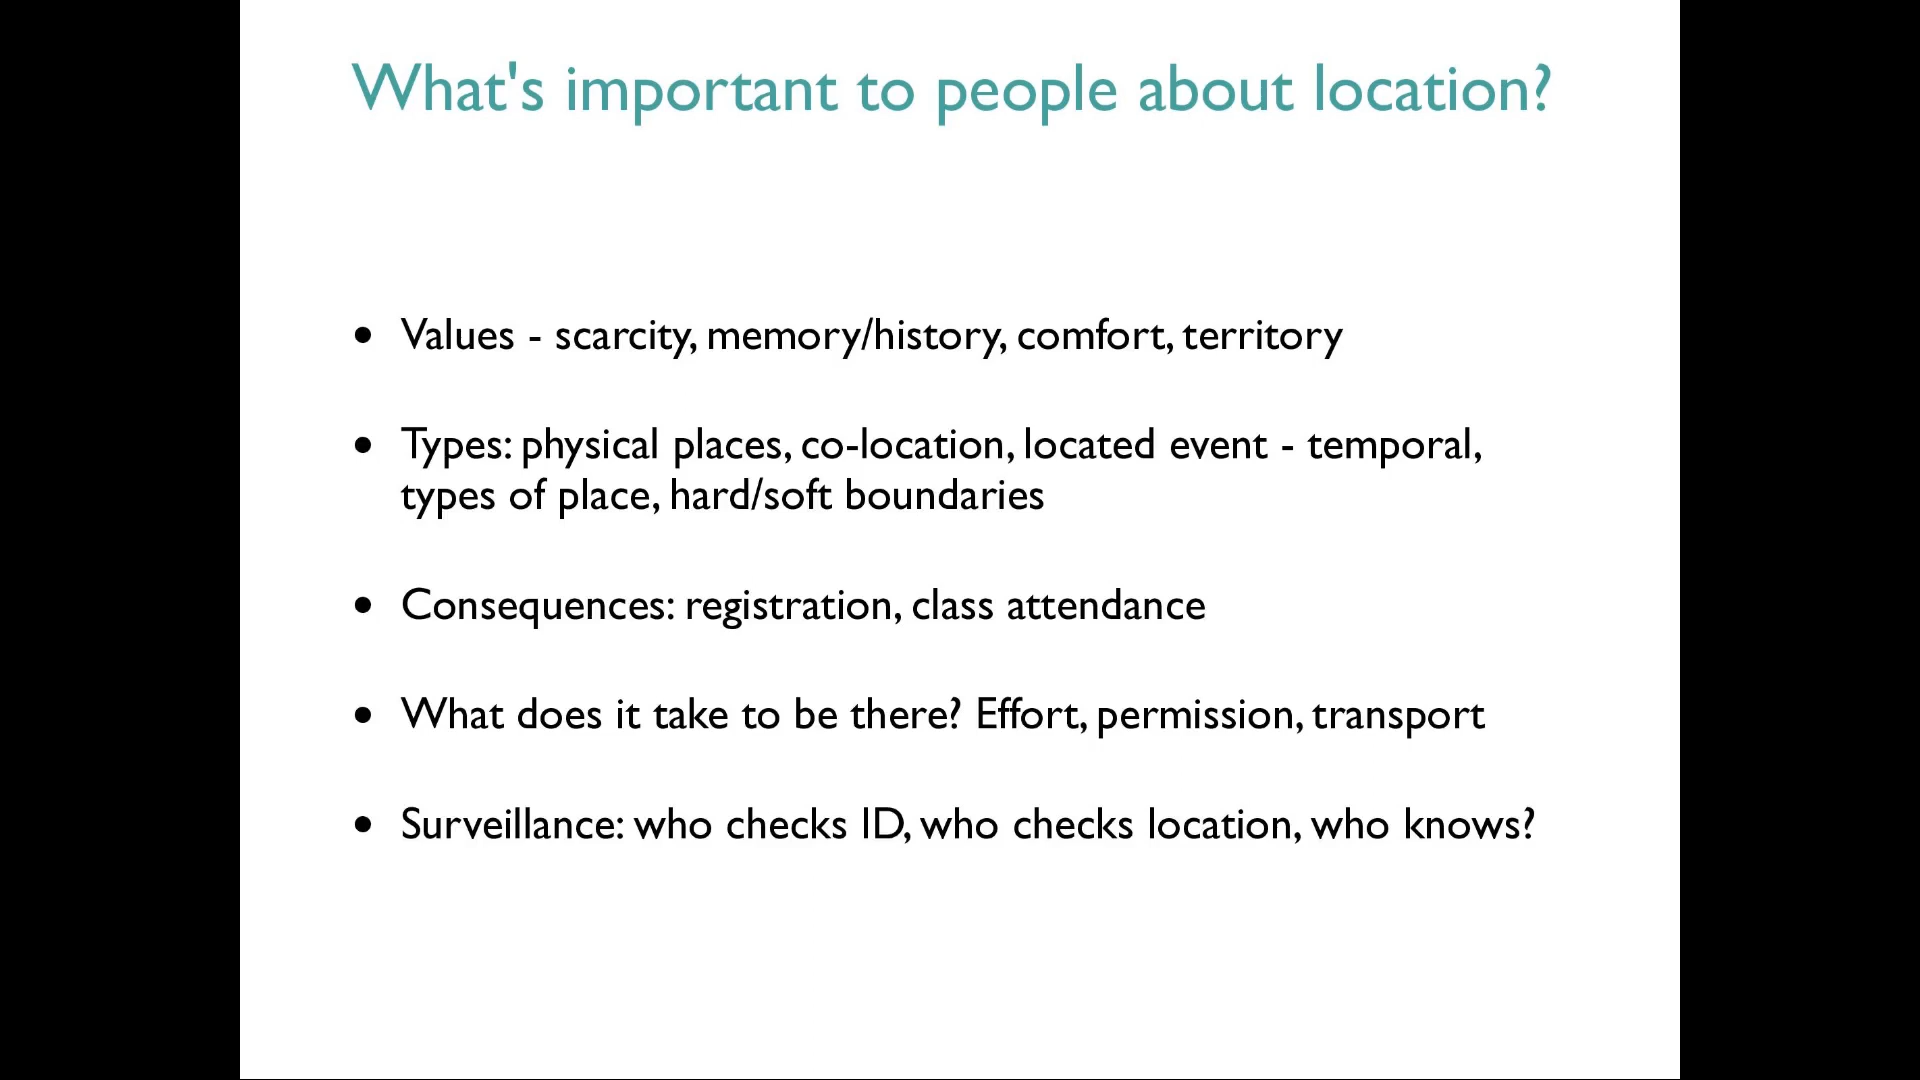 What's important to people about location?
• Values - scarcity, memory/history, comfort, territory
• Types: physical places, co-location, located event - temporal,
types of place, hard/soft boundaries
• Consequences: registration, class attendance
• What does it take to be there? Effort, permission, transport
• Surveillance: who checks ID, who checks location, who knows?